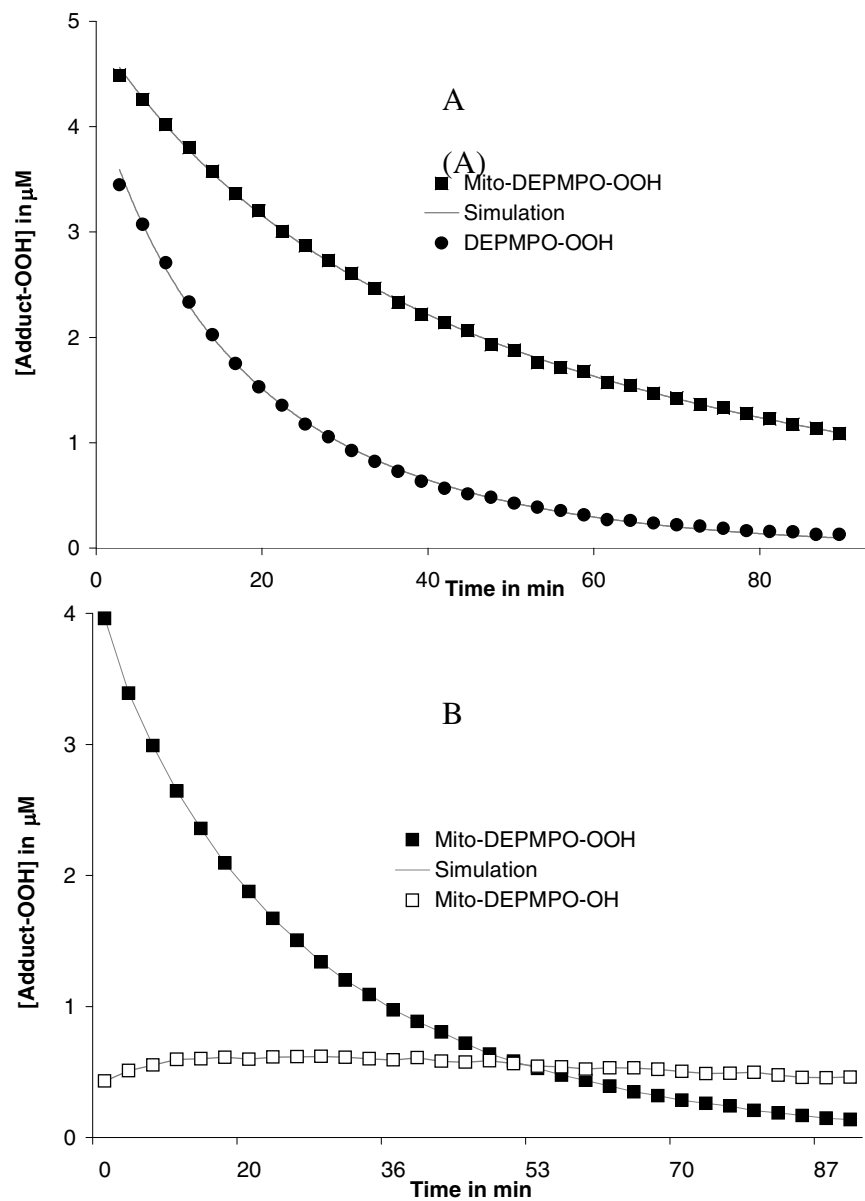 5
4
3
2
1
0
[Adduct-OOH] in µM
A
(A)
Mito-DEPMPO-OOH
Simulation
DEPMPO-OOH
0 20 40 60 80
Time in min
4
3
2
1
0
[Adduct-OOH] in µM
B
Mito-DEPMPO-OOH
Simulation
Mito-DEPMPO-OH
0 20 36 53 70 87
Time in min